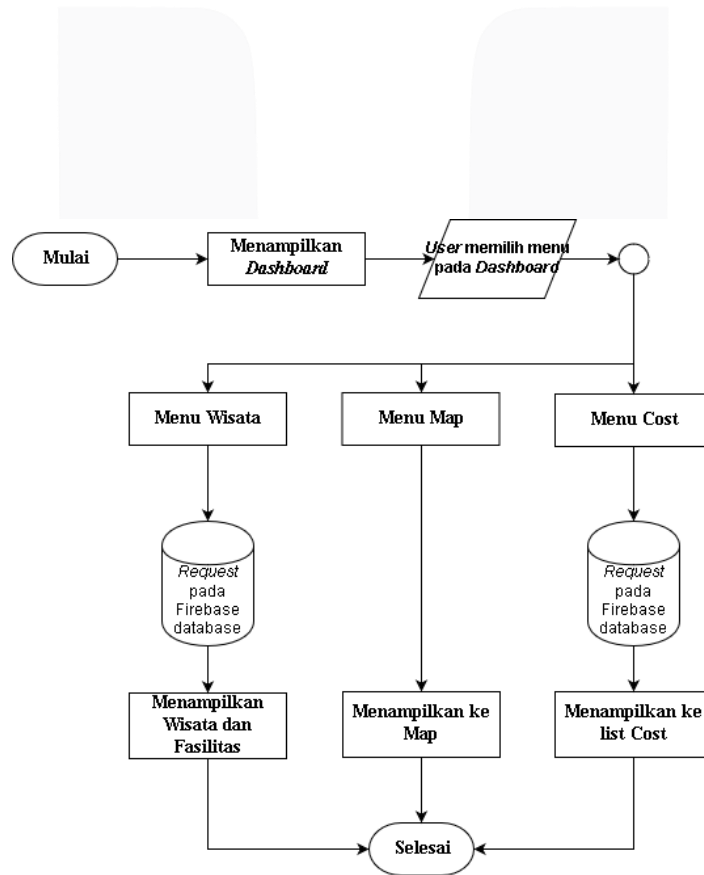 Mulai
Menampilkan
Dashboard
User memilih menu
pada Dashboard
Menu Wisata
Menu Map
Menu Cost
Request
pada
Firebase
database
Request
pada
Firebase
database
Menampilkan
Wisata dan
Fasilitas
Menampilkan ke
Map
Menampilkan ke
list Cost
Selesai